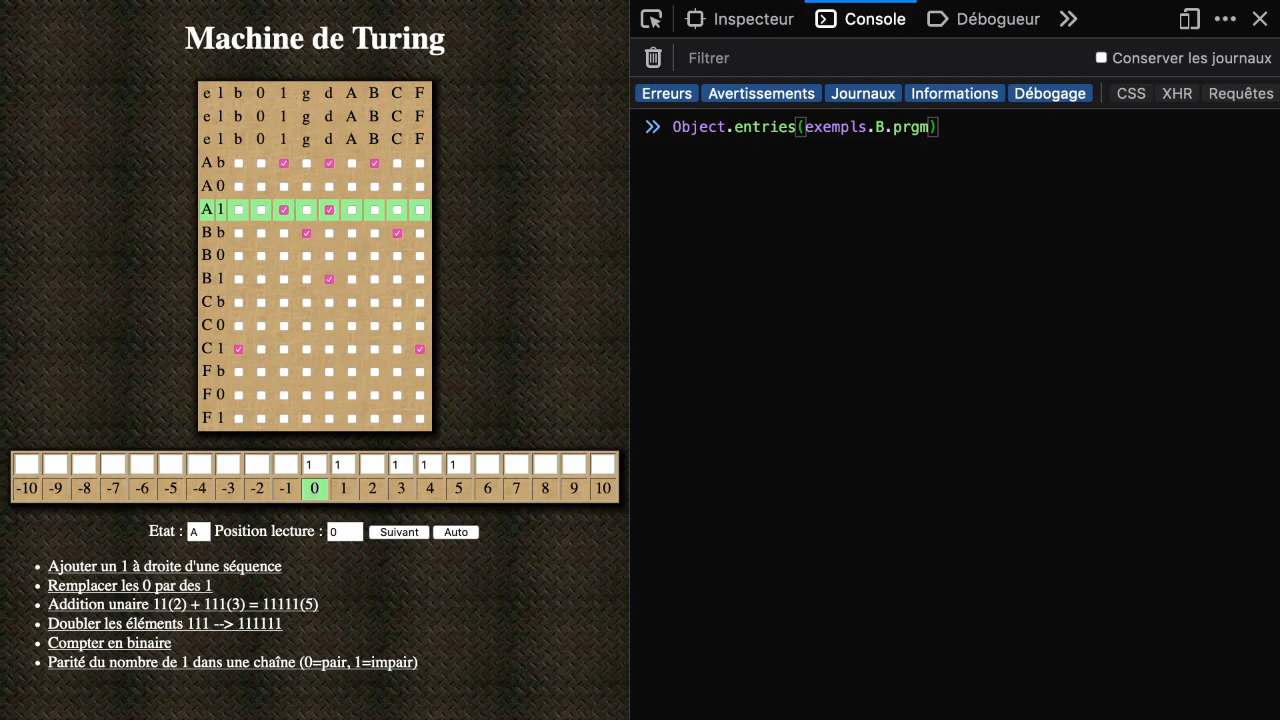 Machine de Turing
e l b 0 1 g d A B C F
e l b 0 1 g d A B C F
e l b 0 1 g d A B C F
A b
A 0
A 1
B b
B 0
B 1
C b
C 0
C 1
F b
F 0
F 1
1 1 1 1 1
-10 -9 -8 -7 -6 -5 -4 -3 -2 -1 0 1 2 3 4 5 6 7 8 9 10
Etat : A Position lecture : 0 Suivant Auto
Ajouter un 1 à droite d'une séquence
Remplacer les 0 par des 1
Addition unaire 11(2) + 111(3) = 11111(5)
Doubler les éléments 111 --> 111111
Compter en binaire
Parité du nombre de 1 dans une chaîne (0=pair, 1=impair)
Inspecteur Console Débogueur
Filtrer Conserver les journaux
Erreurs Avertissements Journaux Informations Débogage CSS XHR Requêtes
Object.entries(exempls.B.prgm)